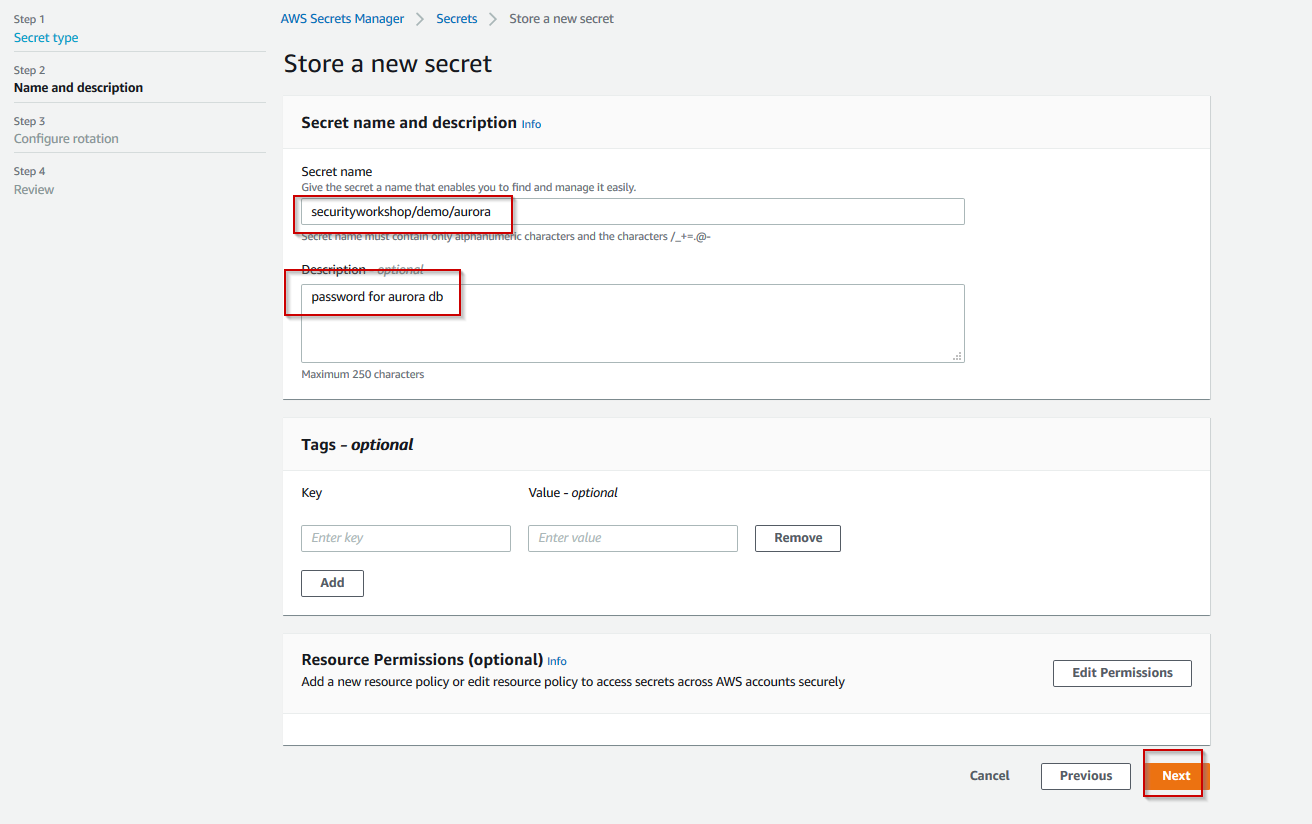 Step 1
Secret type
Step 2
Name and description
Step 3
Configure rotation
Step 4
Review
AWS Secrets Manager > Secrets > Store a new secret
Store a new secret
Secret name and description Info
Secret name
Give the secret a name that enables you to find and manage it easily.
securityworkshop/demo/aurora
Secret name must contain only alphanumeric characters and the characters /_+=.@-
Description - optional
password for aurora db
Maximum 250 characters
Tags – optional
Key Value - optional
Enter key Enter value Remove
Add
Resource Permissions (optional) Info
Add a new resource policy or edit resource policy to access secrets across AWS accounts securely
Edit Permissions
Cancel Previous Next